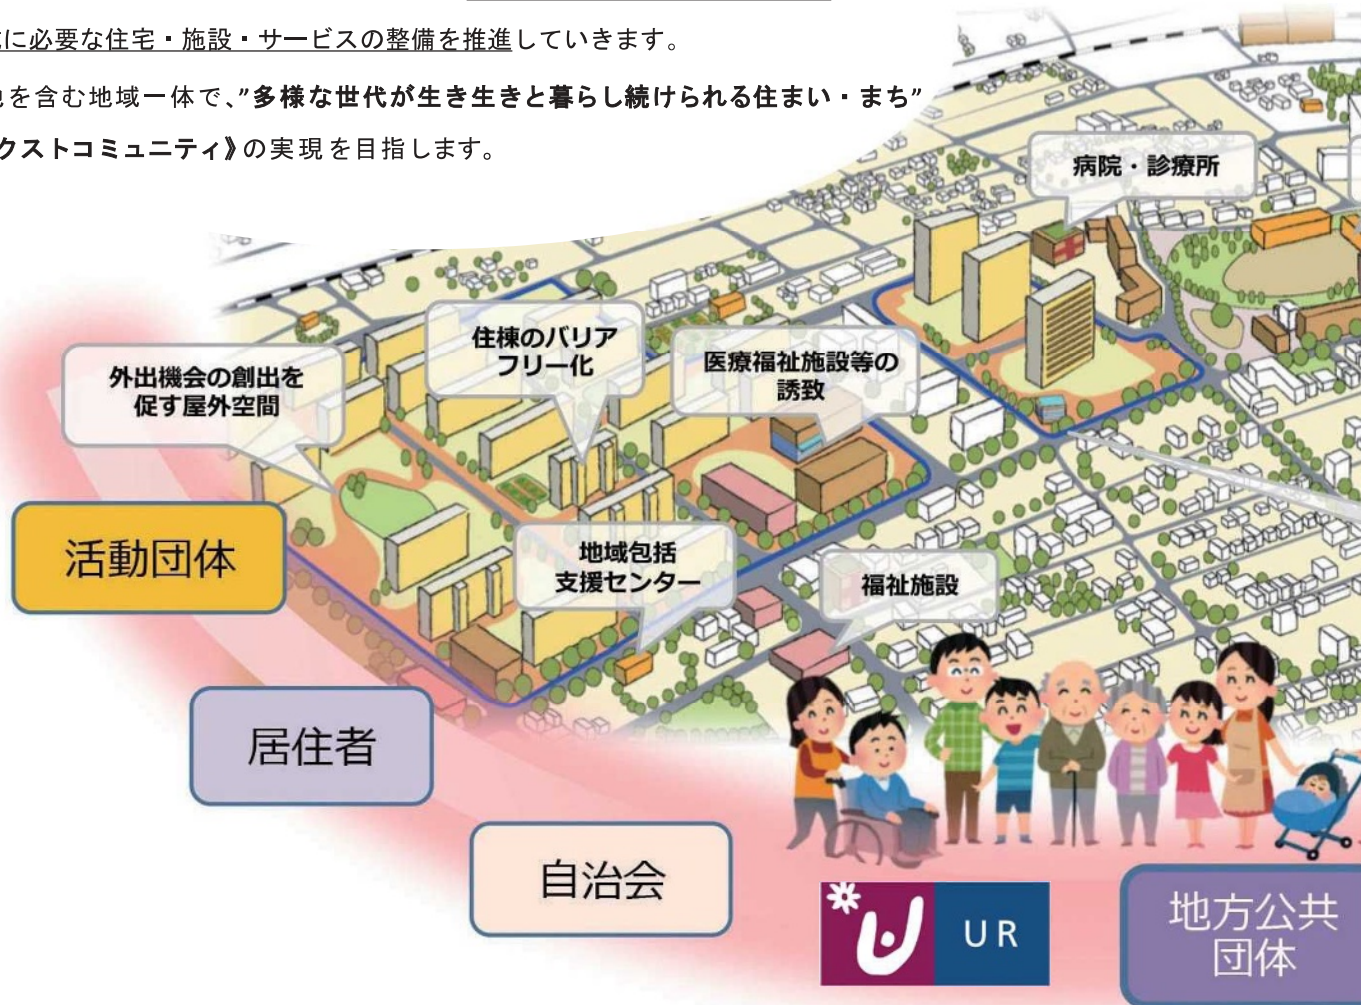 に必要な住宅・施設・サービスの整備を推進していきます。
を含む地域一体で、”多様な世代が生き生きと暮らし続けられる住まい・まち”
クストコミュニティ》の実現を目指します。
病院・診療所
住棟のバリア
フリー化
医療福祉施設等の
誘致
外出機会の創出を
促す屋外空間
活動団体
地域包括
支援センター
福祉施設
居住者
自治会
UR
地方公共
団体